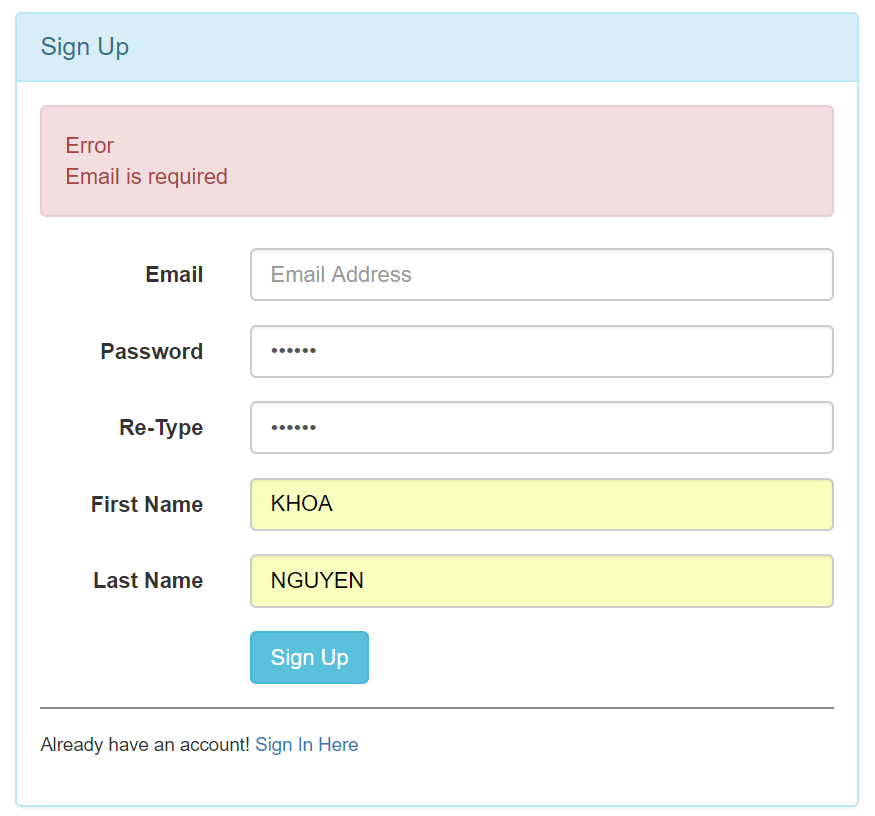 Sign Up
Error
Email is required
Email
Email Address
Password
••••••
Re-Type
••••••
First Name
KHOA
Last Name
NGUYEN
Sign Up
Already have an account! Sign In Here